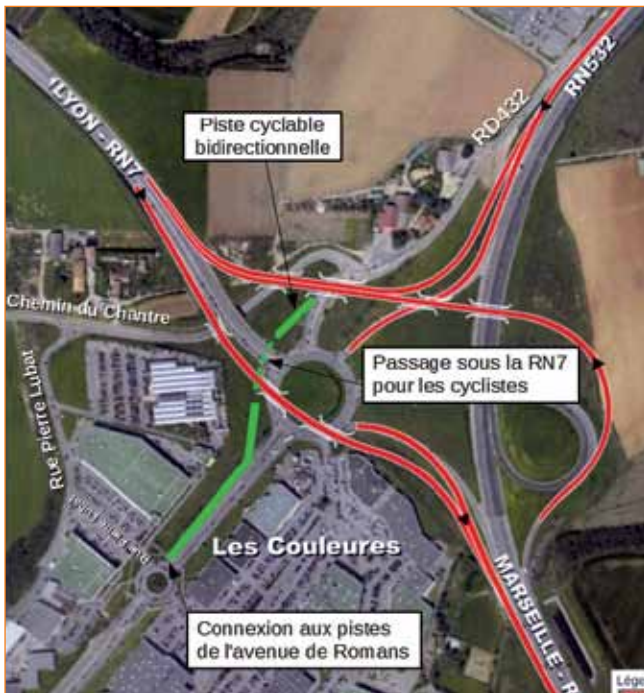 LYON - RN7
Piste cyclable
bidirectionnelle
RD432
RN532
Chemin du Chantre
Rue Pierre Lubat
Passage sous la RN7
pour les cyclistes
Les Couleures
MARSEILLE - R
Connexion aux pistes
de l'avenue de Romans
Lége